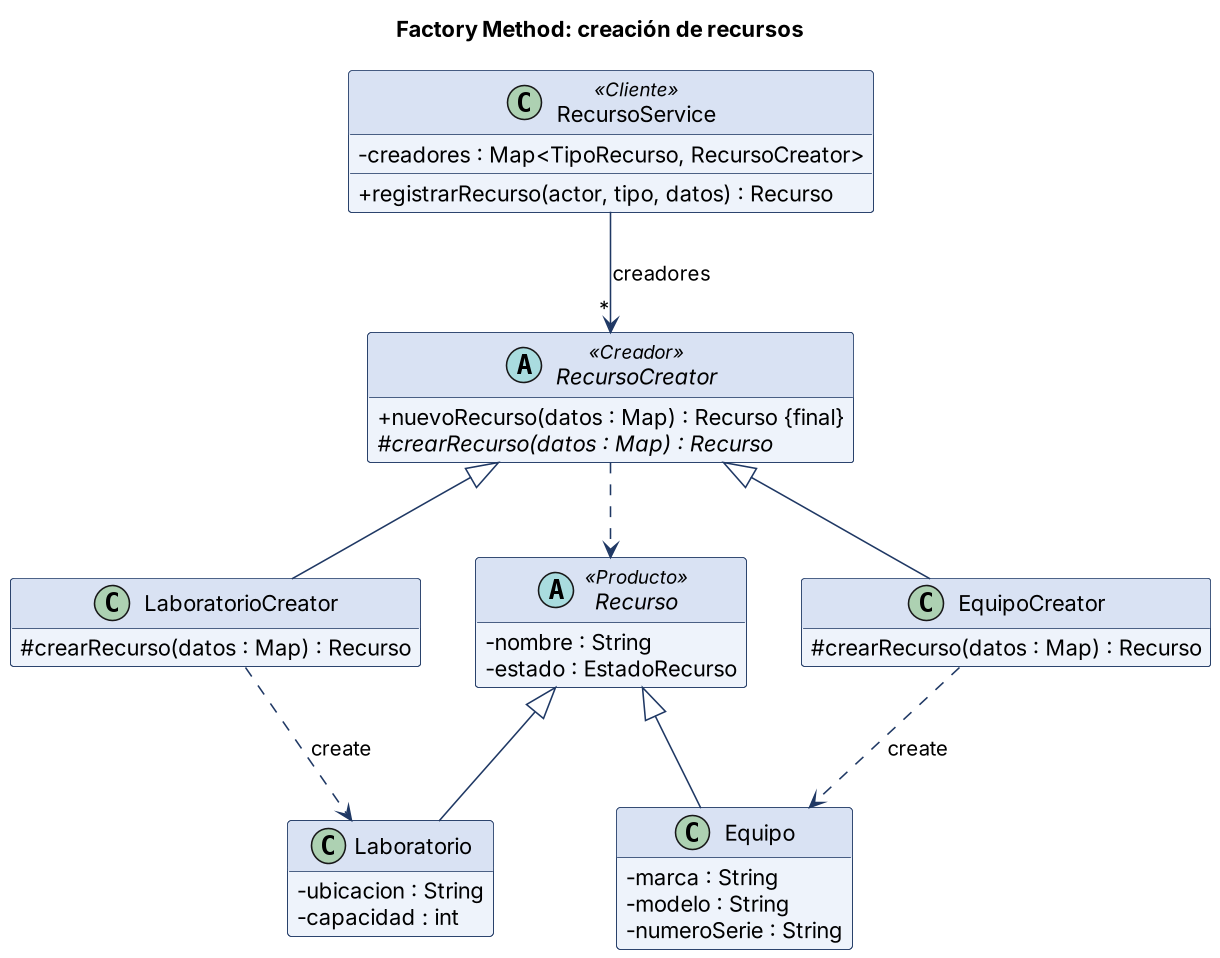 Factory Method: creación de recursos
C
«Cliente»
RecursoService
-creadores : Map<TipoRecurso, RecursoCreator>
+registrarRecurso(actor, tipo, datos) : Recurso
creadores
*
A
«Creador»
RecursoCreator
+nuevoRecurso(datos : Map) : Recurso {final}
#crearRecurso(datos : Map) : Recurso
C
LaboratorioCreator
#crearRecurso(datos : Map) : Recurso
A
«Producto»
Recurso
-nombre : String
-estado : EstadoRecurso
C
EquipoCreator
#crearRecurso(datos : Map) : Recurso
create
create
C
Laboratorio
-ubicacion : String
-capacidad : int
C
Equipo
-marca : String
-modelo : String
-numeroSerie : String